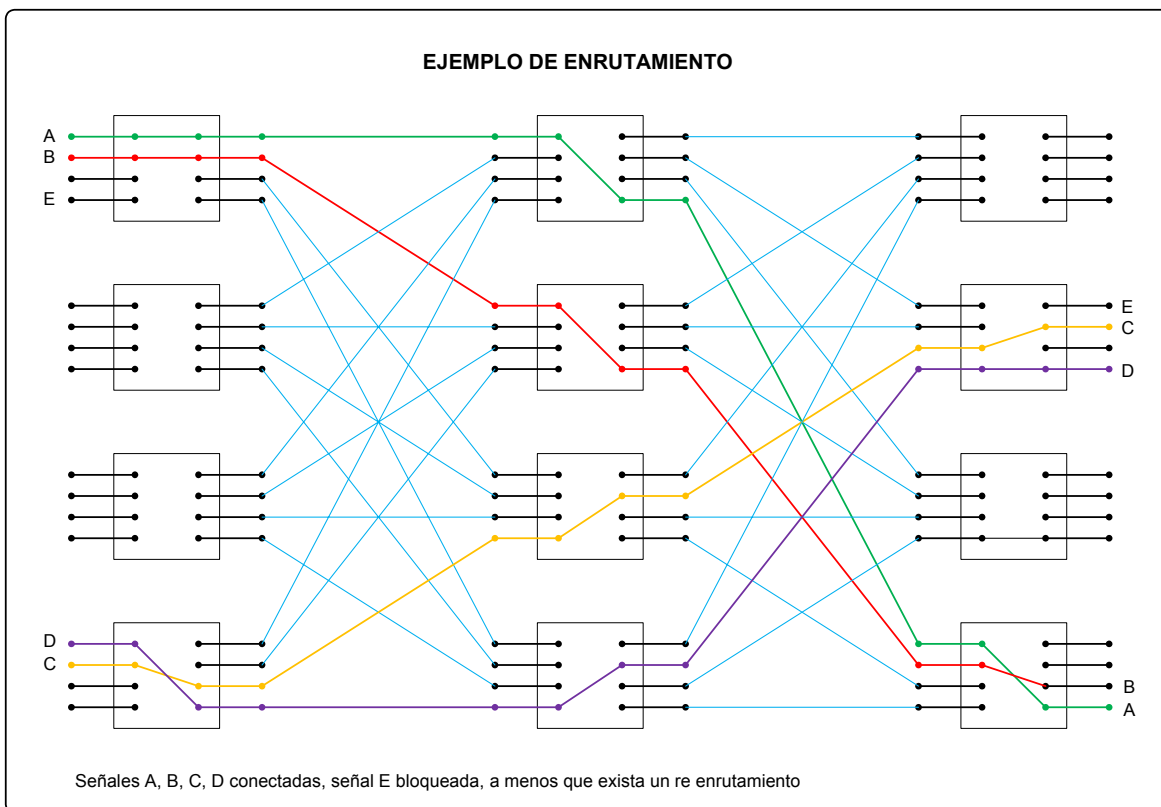 EJEMPLO DE ENRUTAMIENTO
A
B
E
E
C
D
D
C
B
A
Señales A, B, C, D conectadas, señal E bloqueada, a menos que exista un re enrutamiento